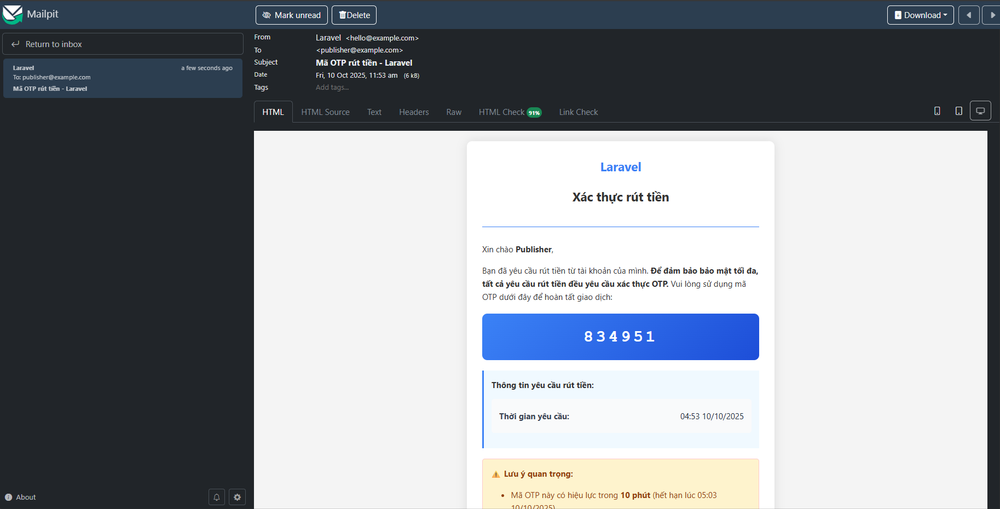 Mailpit
Mark unread
Delete
Download
Return to inbox
Laravel
a few seconds ago
To: publisher@example.com
Mã OTP rút tiền - Laravel
From Laravel <hello@example.com>
To <publisher@example.com>
Subject Mã OTP rút tiền - Laravel
Date Fri, 10 Oct 2025, 11:53 am (6 kB)
Tags Add tags...
HTML HTML Source Text Headers Raw HTML Check 91% Link Check
Laravel
Xác thực rút tiền
Xin chào Publisher,
Bạn đã yêu cầu rút tiền từ tài khoản của mình. Để đảm bảo bảo mật tối đa,
tất cả yêu cầu rút tiền đều yêu cầu xác thực OTP. Vui lòng sử dụng mã
OTP dưới đây để hoàn tất giao dịch:
834951
Thông tin yêu cầu rút tiền:
Thời gian yêu cầu: 04:53 10/10/2025
Lưu ý quan trọng:
• Mã OTP này có hiệu lực trong 10 phút (hết hạn lúc 05:03
10/10/2025)
About